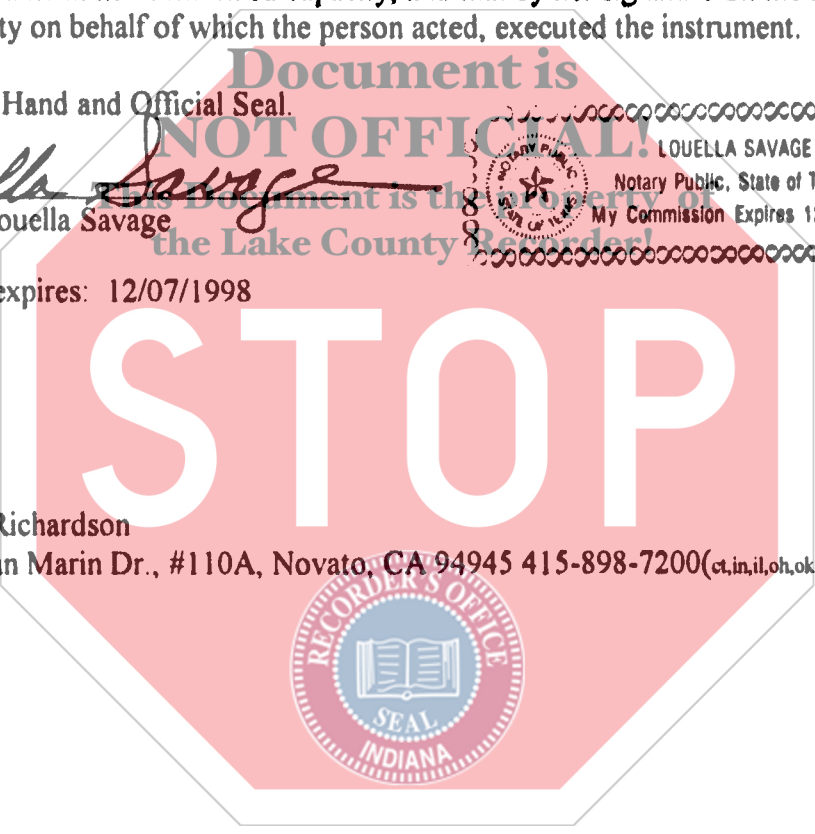 ty on behalf of which the person acted, executed the instrument.
Document is
Hand and Official Seal.
NOT OFFICIAL!
LOUELLA SAVAGE
Savage
Notary Public, State of T
This Document is the property of
My Commission Expires 1
ouella Savage
the Lake County Recorder!
expires: 12/07/1998
STOP
Richardson
n Marin Dr., #110A, Novato, CA 94945 415-898-7200(ct,in,il,oh,ok
RECORDER'S OFFICE
SEAL
INDIANA